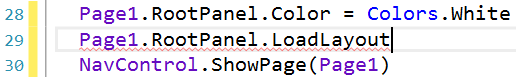 28 Page1.RootPanel.Color = Colors.White
29 Page1.RootPanel.LoadLayout
30 NavControl.ShowPage(Page1)